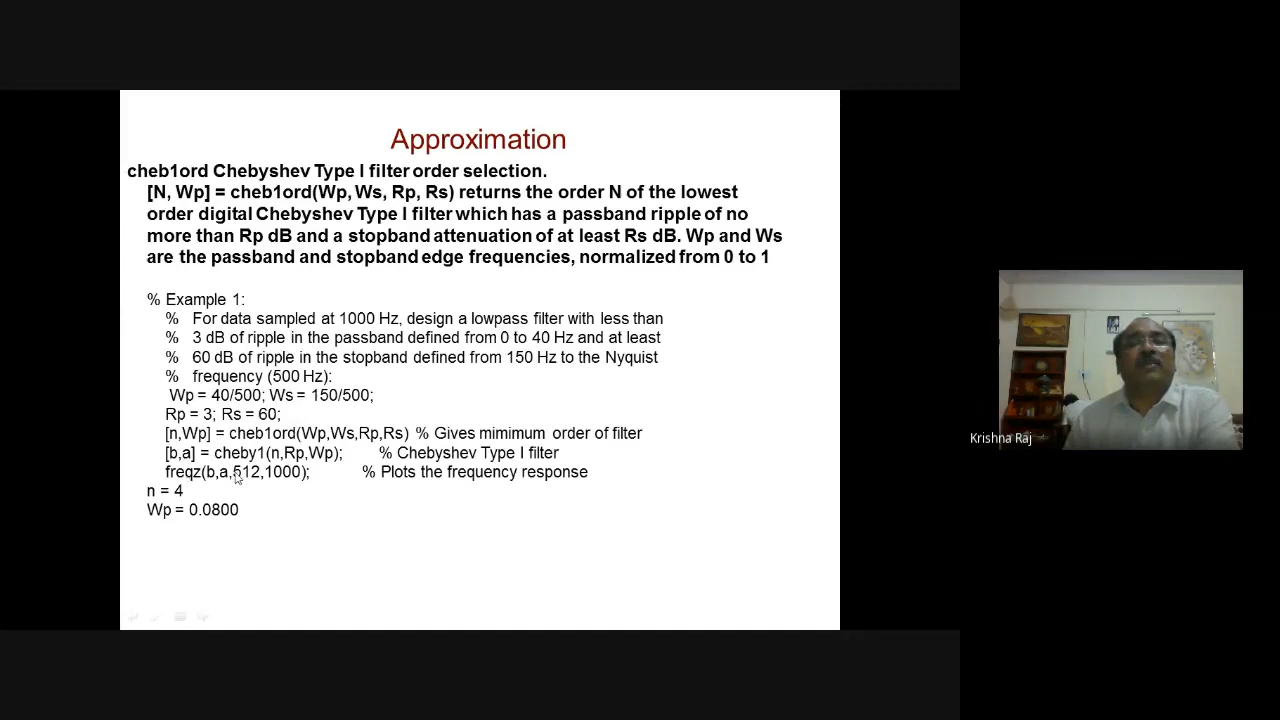 Approximation
cheb1ord Chebyshev Type I filter order selection.
[N, Wp] = cheb1ord(Wp, Ws, Rp, Rs) returns the order N of the lowest
order digital Chebyshev Type I filter which has a passband ripple of no
more than Rp dB and a stopband attenuation of at least Rs dB. Wp and Ws
are the passband and stopband edge frequencies, normalized from 0 to 1
% Example 1:
% For data sampled at 1000 Hz, design a lowpass filter with less than
% 3 dB of ripple in the passband defined from 0 to 40 Hz and at least
% 60 dB of ripple in the stopband defined from 150 Hz to the Nyquist
% frequency (500 Hz):
Wp = 40/500; Ws = 150/500;
Rp = 3; Rs = 60;
[n,Wp] = cheb1ord(Wp,Ws,Rp,Rs) % Gives mimimum order of filter
[b,a] = cheby1(n,Rp,Wp); % Chebyshev Type I filter
freqz(b,a,512,1000); % Plots the frequency response
n = 4
Wp = 0.0800
Krishna Raj